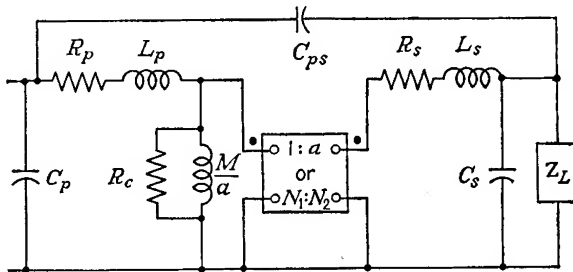 C_ps
R_p L_p
R_s L_s
1:a
or
N_1:N_2
C_p
R_c
M/a
C_s
Z_L